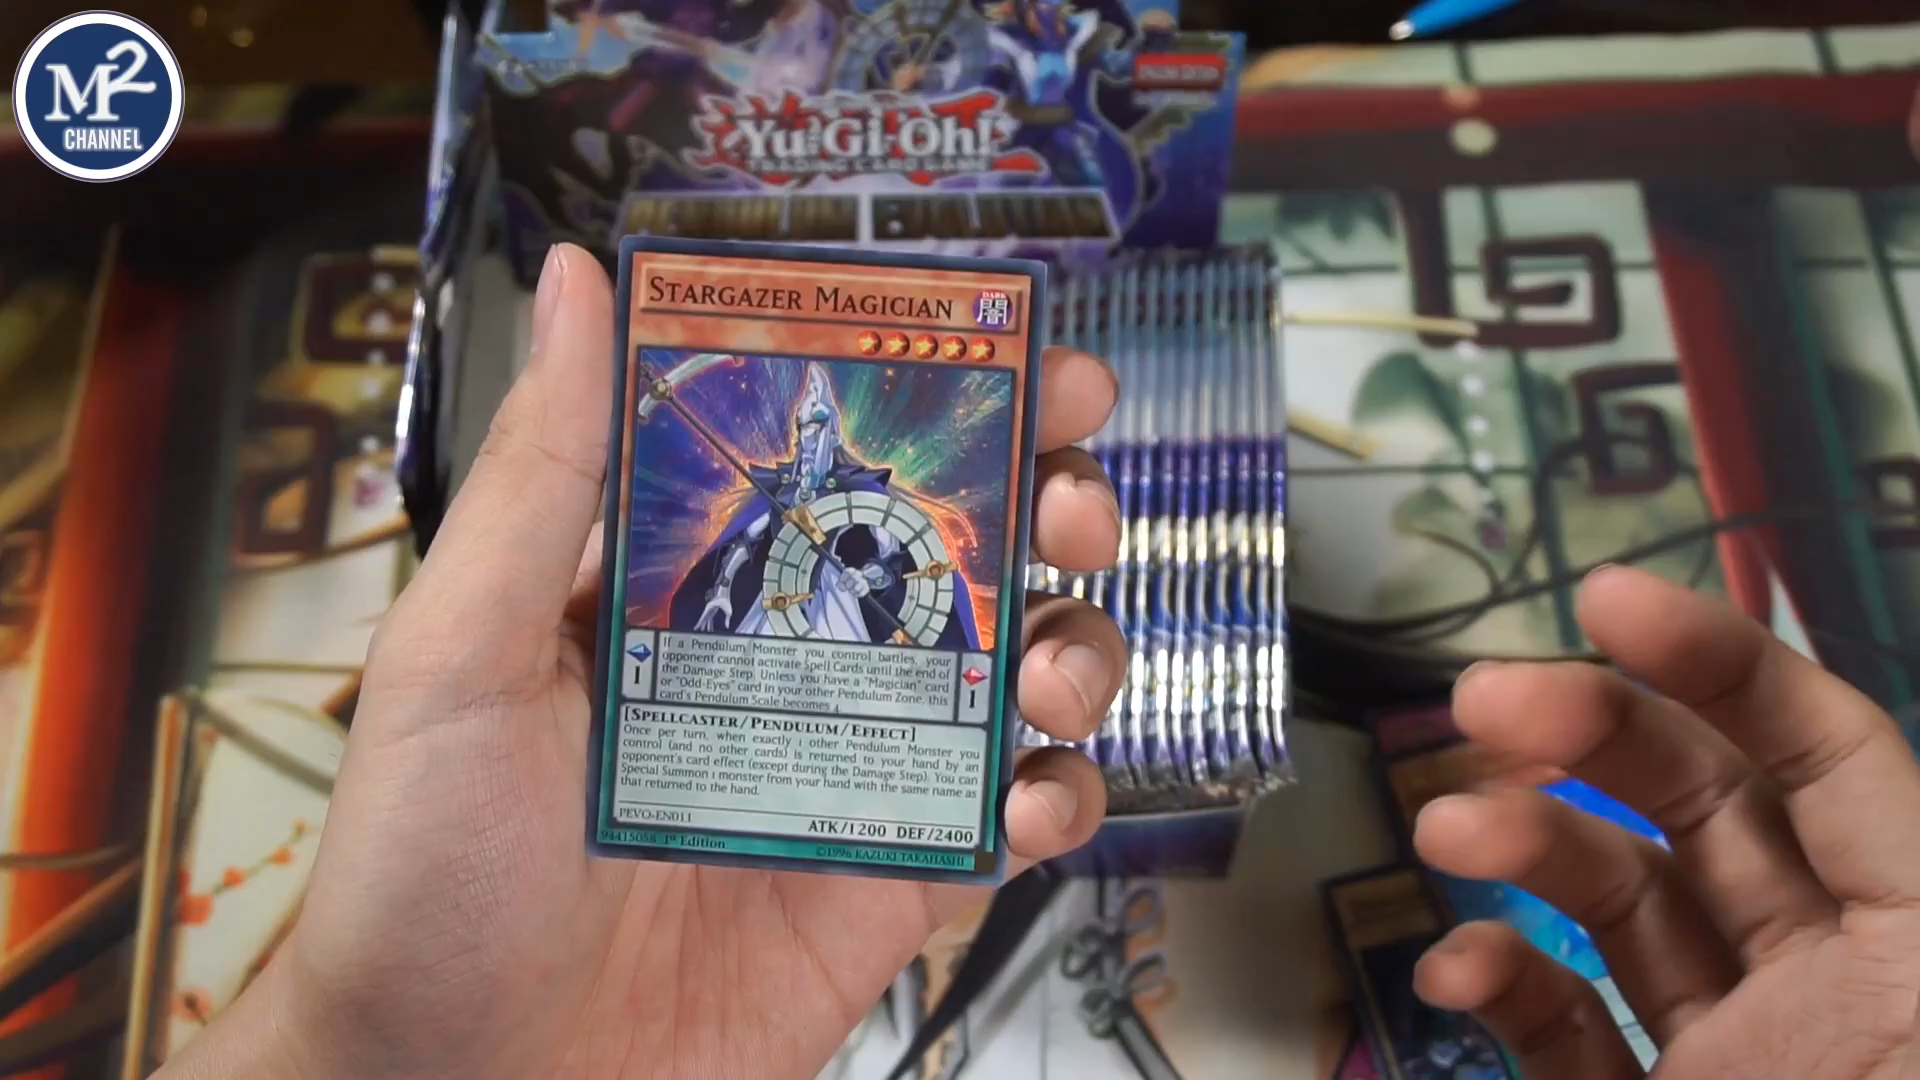 M2
CHANNEL
Yu-Gi-Oh!
TRADING CARD GAME
STARGAZER MAGICIAN
DARK
闇
If a Pendulum Monster you control battles, your
opponent cannot activate Spell Cards until the end of
the Damage Step. Unless you have a "Magician" card
or "Odd-Eyes" card in your other Pendulum Zone, this
card's Pendulum Scale becomes 4.
1
1
[SPELLCASTER/PENDULUM/EFFECT]
Once per turn, when exactly 1 other Pendulum Monster you
control (and no other cards) is returned to your hand by an
opponent's card effect (except during the Damage Step): You can
Special Summon 1 monster from your hand with the same name as
that returned to the hand.
PEVO-EN011
ATK/1200 DEF/2400
94415058 1st Edition
©1996 KAZUKI TAKAHASHI